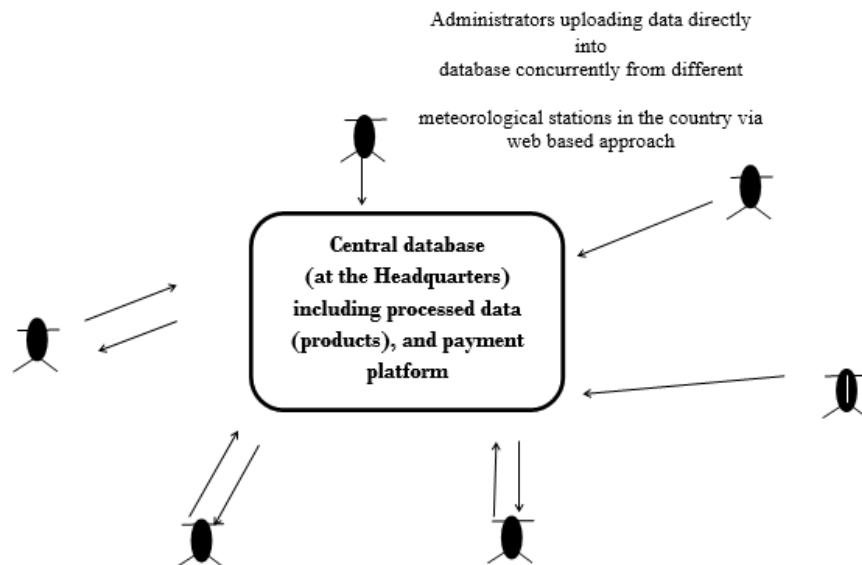 Administrators uploading data directly
into
database concurrently from different
meteorological stations in the country via
web based approach
Central database
(at the Headquarters)
including processed data
(products), and payment
platform